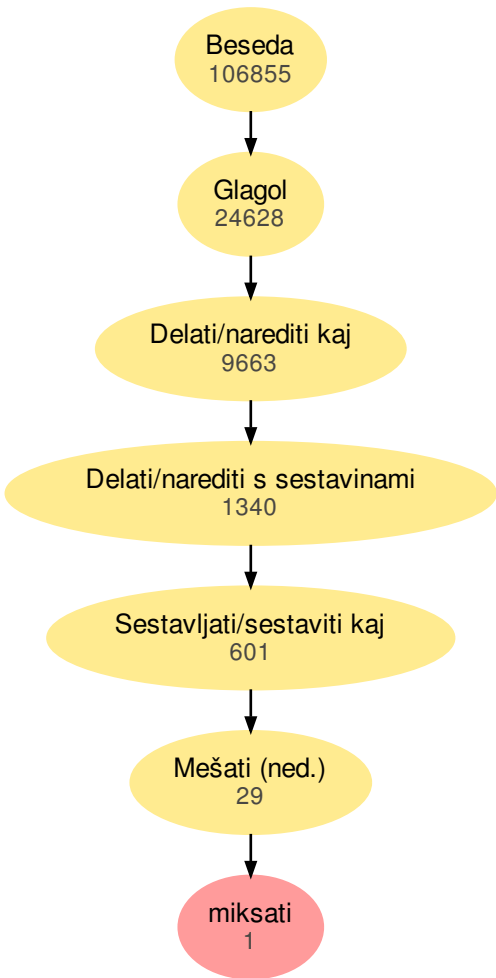 Beseda
106855
Glagol
24628
Delati/narediti kaj
9663
Delati/narediti s sestavinami
1340
Sestavljati/sestaviti kaj
601
Mešati (ned.)
29
miksati
1